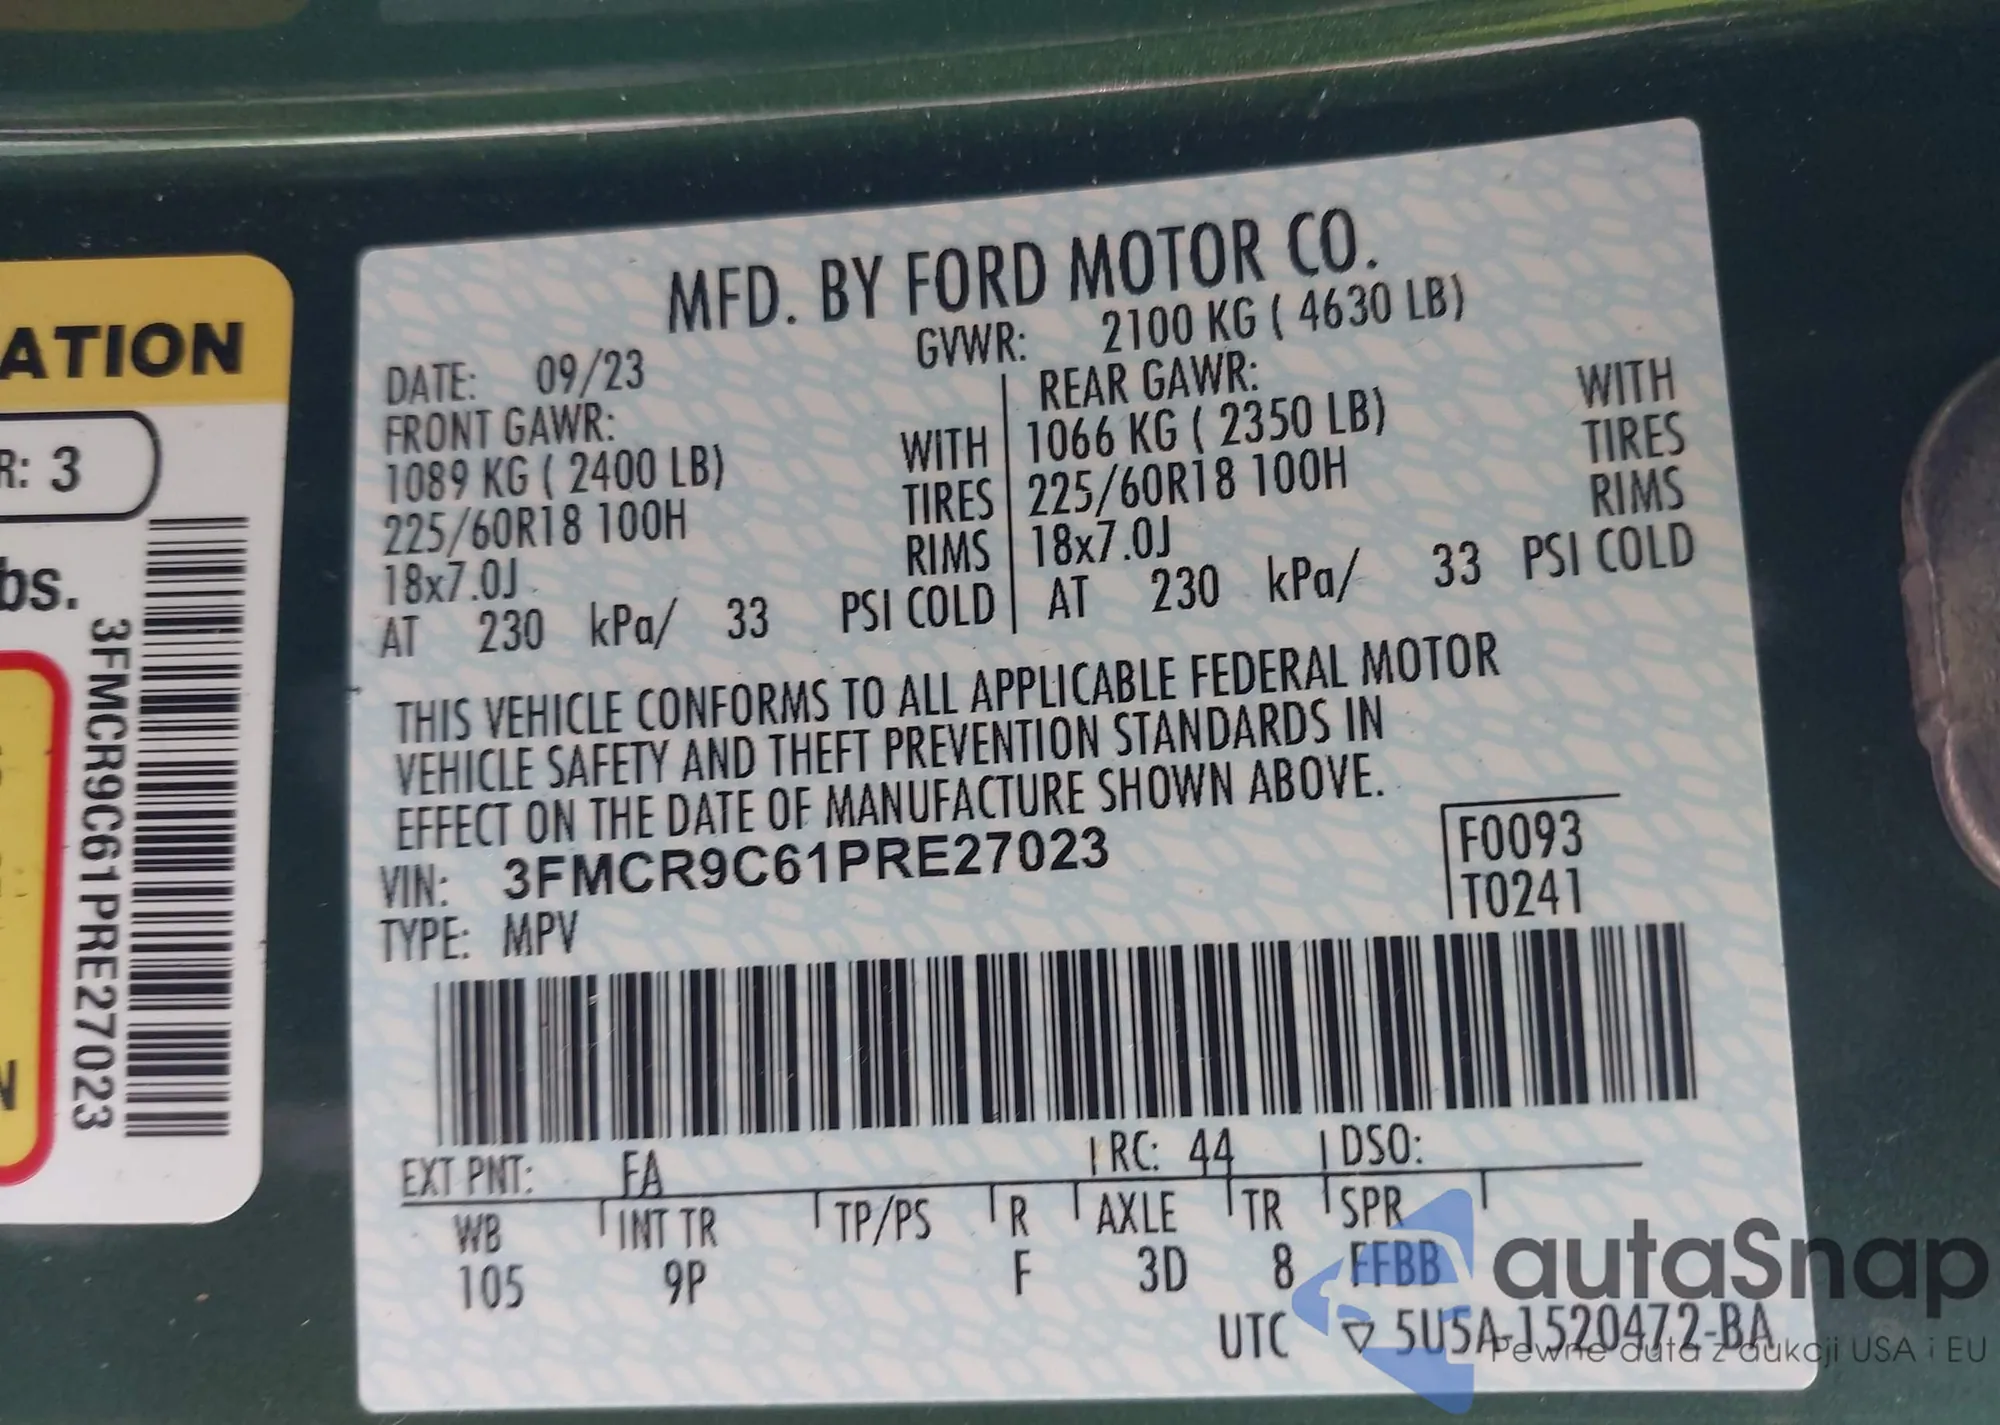 ATION
R: 3
bs.
3FMCR9C61PRE27023
MFD. BY FORD MOTOR CO.
DATE: 09/23 GVWR: 2100 KG ( 4630 LB)
FRONT GAWR: REAR GAWR:
1089 KG ( 2400 LB) WITH 1066 KG ( 2350 LB) WITH
225/60R18 100H TIRES 225/60R18 100H TIRES
18x7.0J RIMS 18x7.0J RIMS
AT 230 kPa/ 33 PSI COLD AT 230 kPa/ 33 PSI COLD
THIS VEHICLE CONFORMS TO ALL APPLICABLE FEDERAL MOTOR
VEHICLE SAFETY AND THEFT PREVENTION STANDARDS IN
EFFECT ON THE DATE OF MANUFACTURE SHOWN ABOVE.
VIN: 3FMCR9C61PRE27023 F0093
TYPE: MPV T0241
EXT PNT: FA RC: 44 DSO:
WB INT TR TP/PS R AXLE TR SPR
105 9P F 3D 8 FFBB
UTC ▽ 5U5A-1520472-BA
autaSnap
Pewne auta z aukcji USA i EU